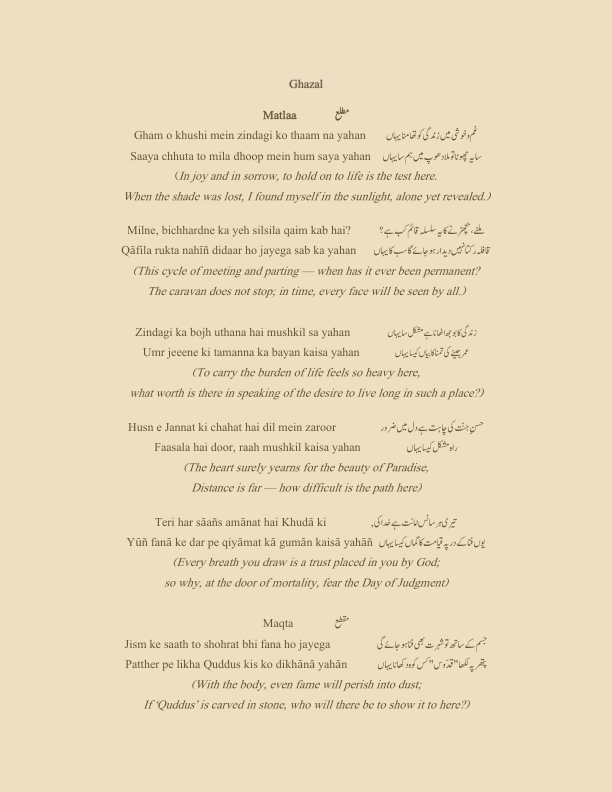 Ghazal
Matlaa مطلع
Gham o khushi mein zindagi ko thaam na yahan غم و خوشی میں زندگی کو تھامنا یہاں
Saaya chhuta to mila dhoop mein hum saya yahan سایہ چھوٹا تو ملا دھوپ میں ہم سایہاں
(In joy and in sorrow, to hold on to life is the test here.
When the shade was lost, I found myself in the sunlight, alone yet revealed.)
Milne, bichhardne ka yeh silsila qaim kab hai? ملنے، بچھڑنے کا یہ سلسلہ قائم کب ہے؟
Qāfila rukta nahīñ didaar ho jayega sab ka yahan قافلہ رکتا نہیں دیدار ہو جائے گا سب کا یہاں
(This cycle of meeting and parting — when has it ever been permanent?
The caravan does not stop; in time, every face will be seen by all.)
Zindagi ka bojh uthana hai mushkil sa yahan زندگی کا بوجھ اٹھانا ہے مشکل سا یہاں
Umr jeeene ki tamanna ka bayan kaisa yahan عمر جینے کی تمنا کا بیاں کیسا یہاں
(To carry the burden of life feels so heavy here,
what worth is there in speaking of the desire to live long in such a place?)
Husn e Jannat ki chahat hai dil mein zaroor حسنِ جنّت کی چاہت ہے دل میں ضرور
Faasala hai door, raah mushkil kaisa yahan راہ مشکل کیسا یہاں
(The heart surely yearns for the beauty of Paradise,
Distance is far — how difficult is the path here)
Teri har sāañs amānat hai Khudā ki تیری ہر سانس امانت ہے خدا کی,
Yūñ fanā ke dar pe qiyāmat kā gumān kaisā yahāñ یوں فنا کے در پہ قیامت کا گماں کیسا یہاں
(Every breath you draw is a trust placed in you by God;
so why, at the door of mortality, fear the Day of Judgment)
Maqta مقطع
Jism ke saath to shohrat bhi fana ho jayega جسم کے ساتھ تو شہرت بھی فنا ہو جائے گی
Patther pe likha Quddus kis ko dikhānā yahān پتھر پہ لکھا "قدّوس" کس کو دکھانا یہاں
(With the body, even fame will perish into dust;
If ‘Quddus’ is carved in stone, who will there be to show it to here?)